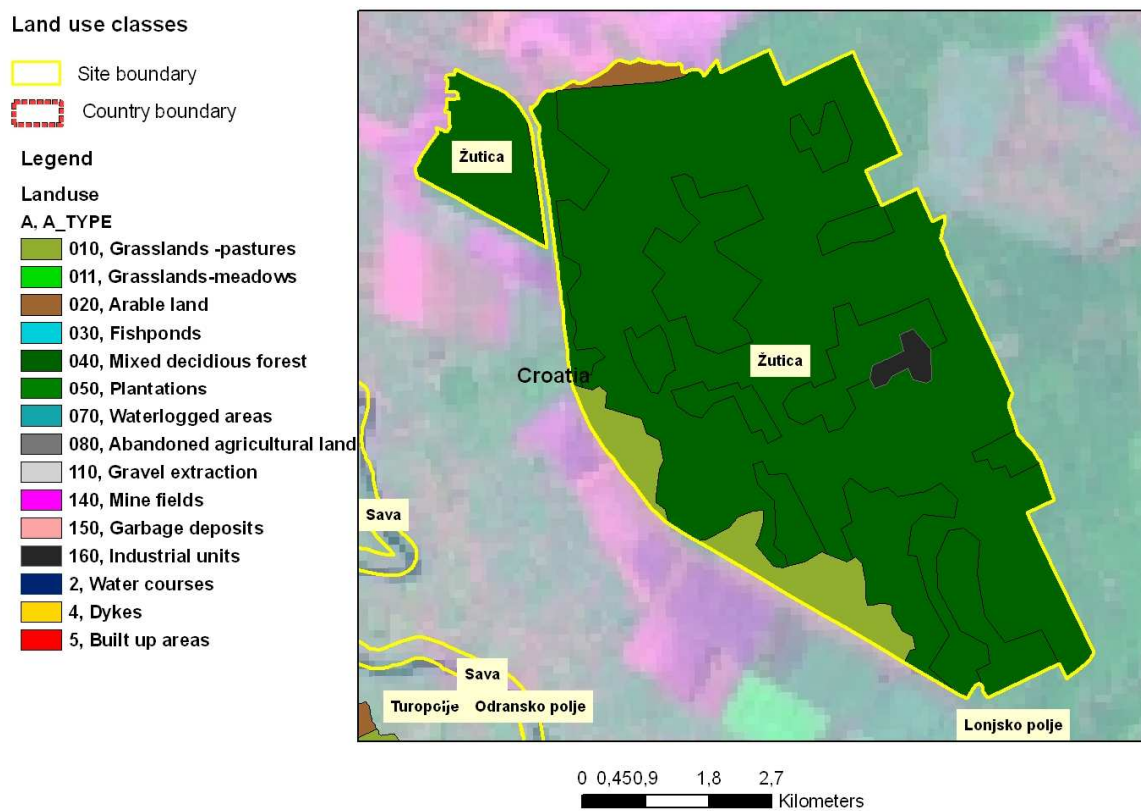 Land use classes
Site boundary
Country boundary
Legend
Landuse
A, A_TYPE
010, Grasslands -pastures
011, Grasslands-meadows
020, Arable land
030, Fishponds
040, Mixed decidious forest
050, Plantations
070, Waterlogged areas
080, Abandoned agricultural land
110, Gravel extraction
140, Mine fields
150, Garbage deposits
160, Industrial units
2, Water courses
4, Dykes
5, Built up areas
Žutica
Žutica
Croatia
Sava
Sava
Turopolje Odransko polje
Lonjsko polje
0 0,450,9 1,8 2,7
Kilometers